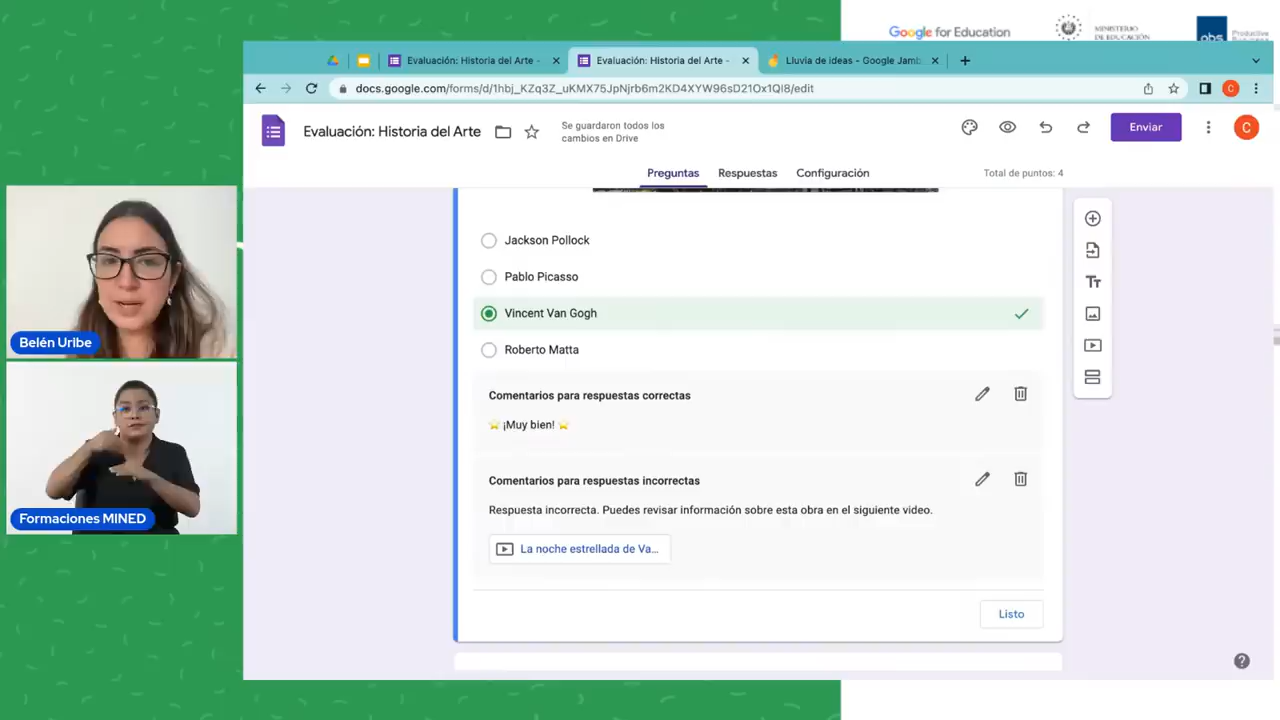 Google for Education
MINISTERIO
DE EDUCACIÓN
obs
Productive
Evaluación: Historia del Arte -
Evaluación: Historia del Arte -
Lluvia de ideas - Google Jam
docs.google.com/forms/d/1hbj_KZq3Z_uKMX75JpNjrb6m2KD4XYW96sD21Ox1QI8/edit
C
Evaluación: Historia del Arte
Se guardaron todos los
cambios en Drive
Enviar
C
Preguntas
Respuestas
Configuración
Total de puntos: 4
Jackson Pollock
Pablo Picasso
Vincent Van Gogh
Roberto Matta
Tт
Comentarios para respuestas correctas
⭐ ¡Muy bien! ⭐
Comentarios para respuestas incorrectas
Respuesta incorrecta. Puedes revisar información sobre esta obra en el siguiente video.
La noche estrellada de Va...
Listo
Belén Uribe
Formaciones MINED